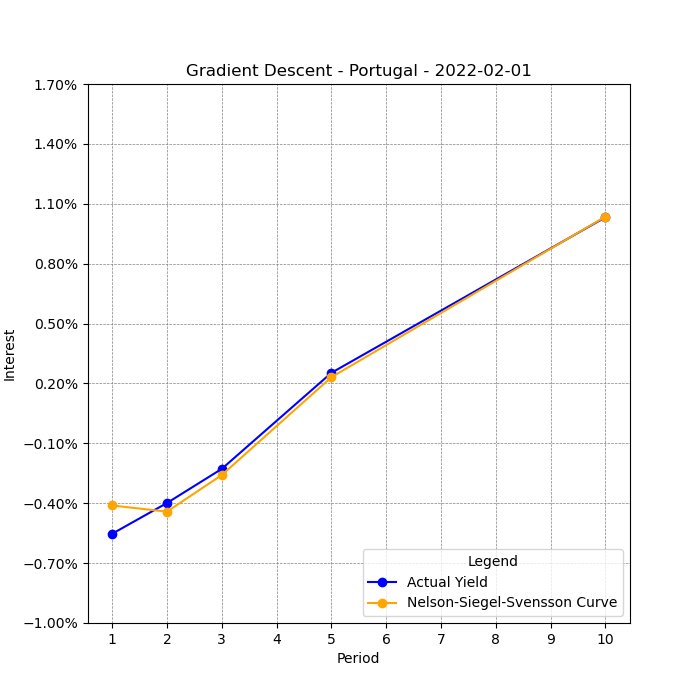 Gradient Descent - Portugal - 2022-02-01
1.70%
1.40%
1.10%
0.80%
0.50%
0.20%
−0.10%
−0.40%
−0.70%
−1.00%
Interest
1 2 3 4 5 6 7 8 9 10
Period
Legend
Actual Yield
Nelson-Siegel-Svensson Curve